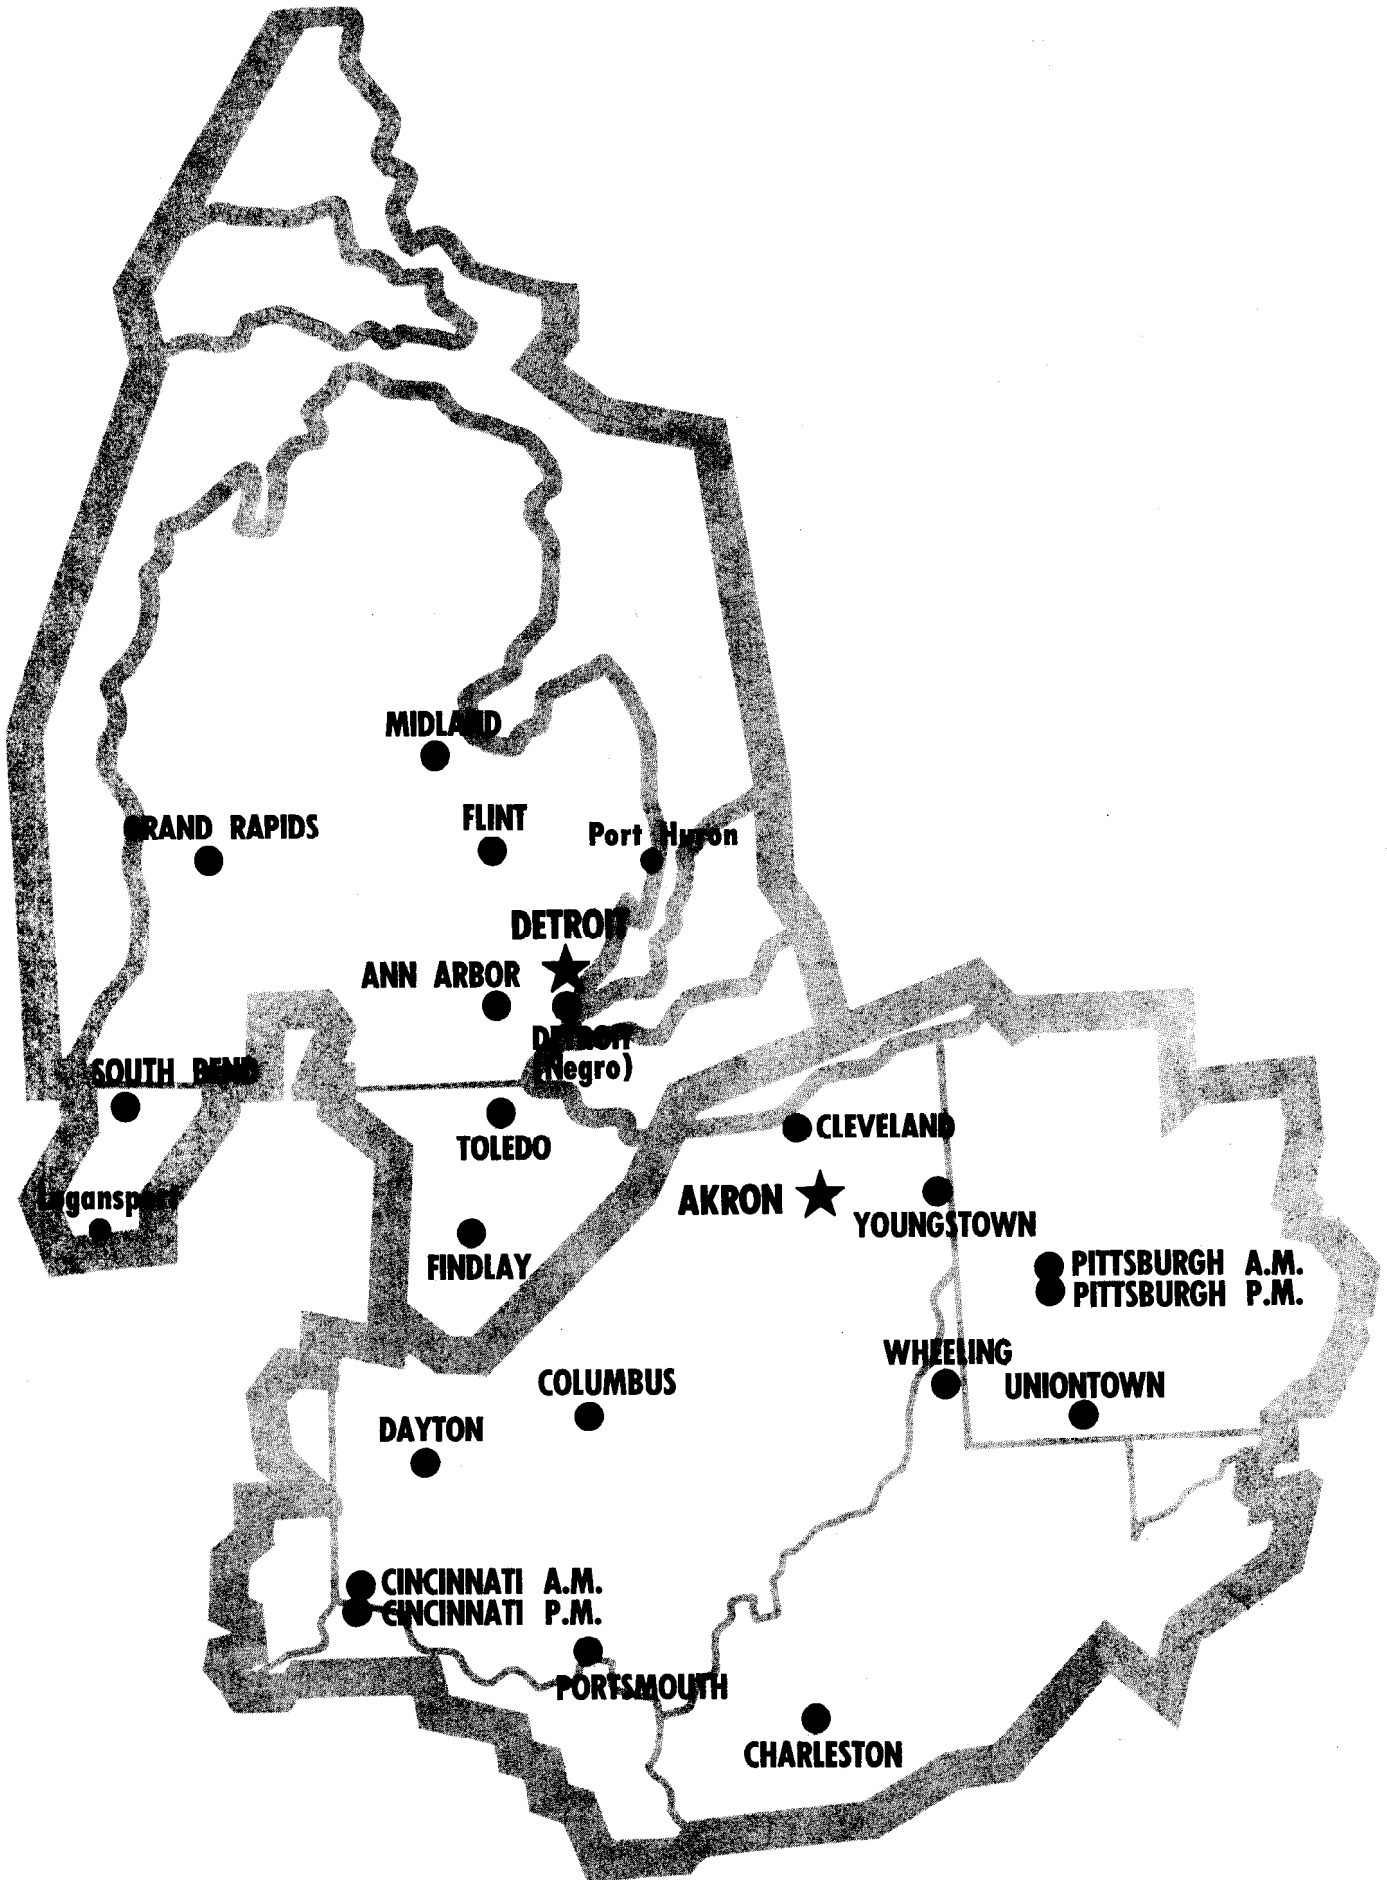 MIDLAND
GRAND RAPIDS
FLINT
Port Huron
DETROIT
ANN ARBOR
DETROIT
(Negro)
SOUTH BEND
TOLEDO
CLEVELAND
Logansport
AKRON
YOUNGSTOWN
FINDLAY
PITTSBURGH A.M.
PITTSBURGH P.M.
WHEELING
UNIONTOWN
COLUMBUS
DAYTON
CINCINNATI A.M.
CINCINNATI P.M.
PORTSMOUTH
CHARLESTON